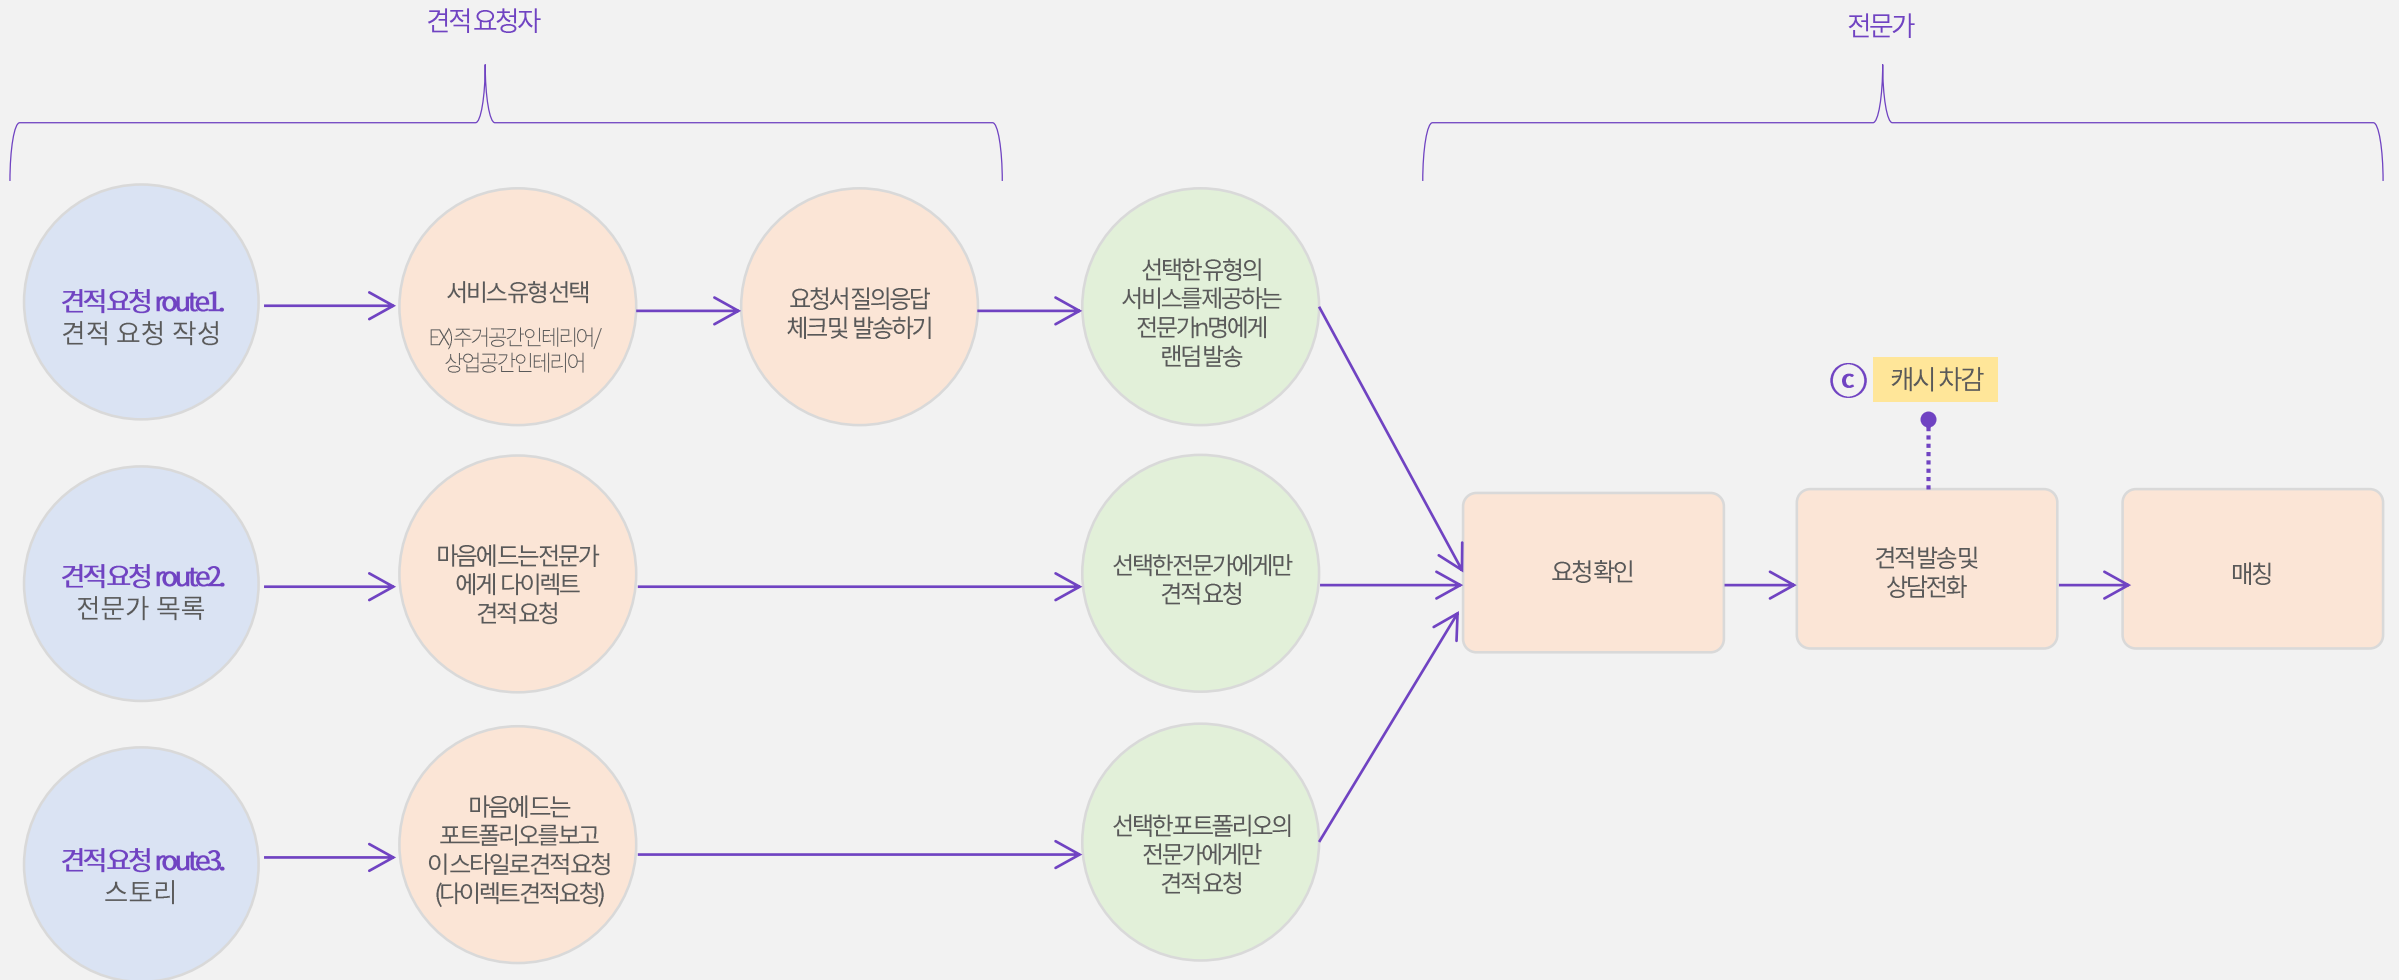 견적 요청자
전문가
견적 요청 route1.
견적 요청 작성
서비스 유형 선택
EX) 주거공간인테리어/
상업공간인테리어
요청서 질의응답
체크 및 발송하기
선택한 유형의
서비스를 제공하는
전문가n명에게
랜덤 발송
C 캐시 차감
견적 요청 route2.
전문가 목록
마음에 드는 전문가
에게 다이렉트
견적 요청
선택한 전문가에게만
견적 요청
요청 확인
견적 발송 및
상담전화
매칭
견적 요청 route3.
스토리
마음에 드는
포트폴리오를 보고
이 스타일로 견적요청
(다이렉트 견적요청)
선택한 포트폴리오의
전문가에게만
견적 요청